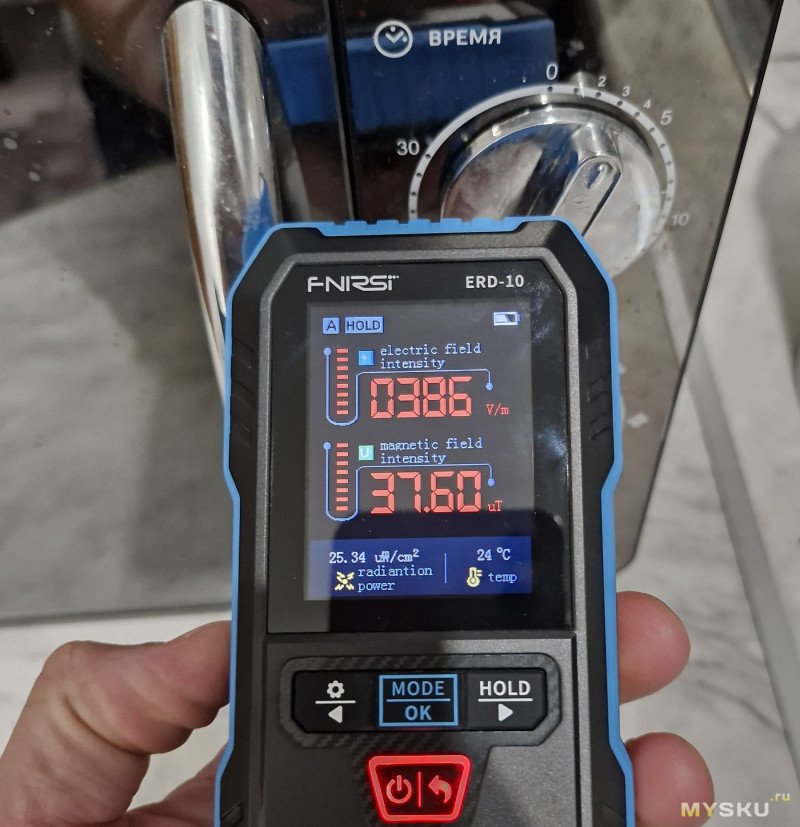 ВРЕМЯ
0
2
3
4
5
10
30
FNIRSI
ERD-10
A HOLD
electric field
intensity
0386 V/m
magnetic field
intensity
37.60 uT
25.34 uW/cm²
radiantion
power
24 °C
temp
MODE
OK
HOLD
MYSKU.ru